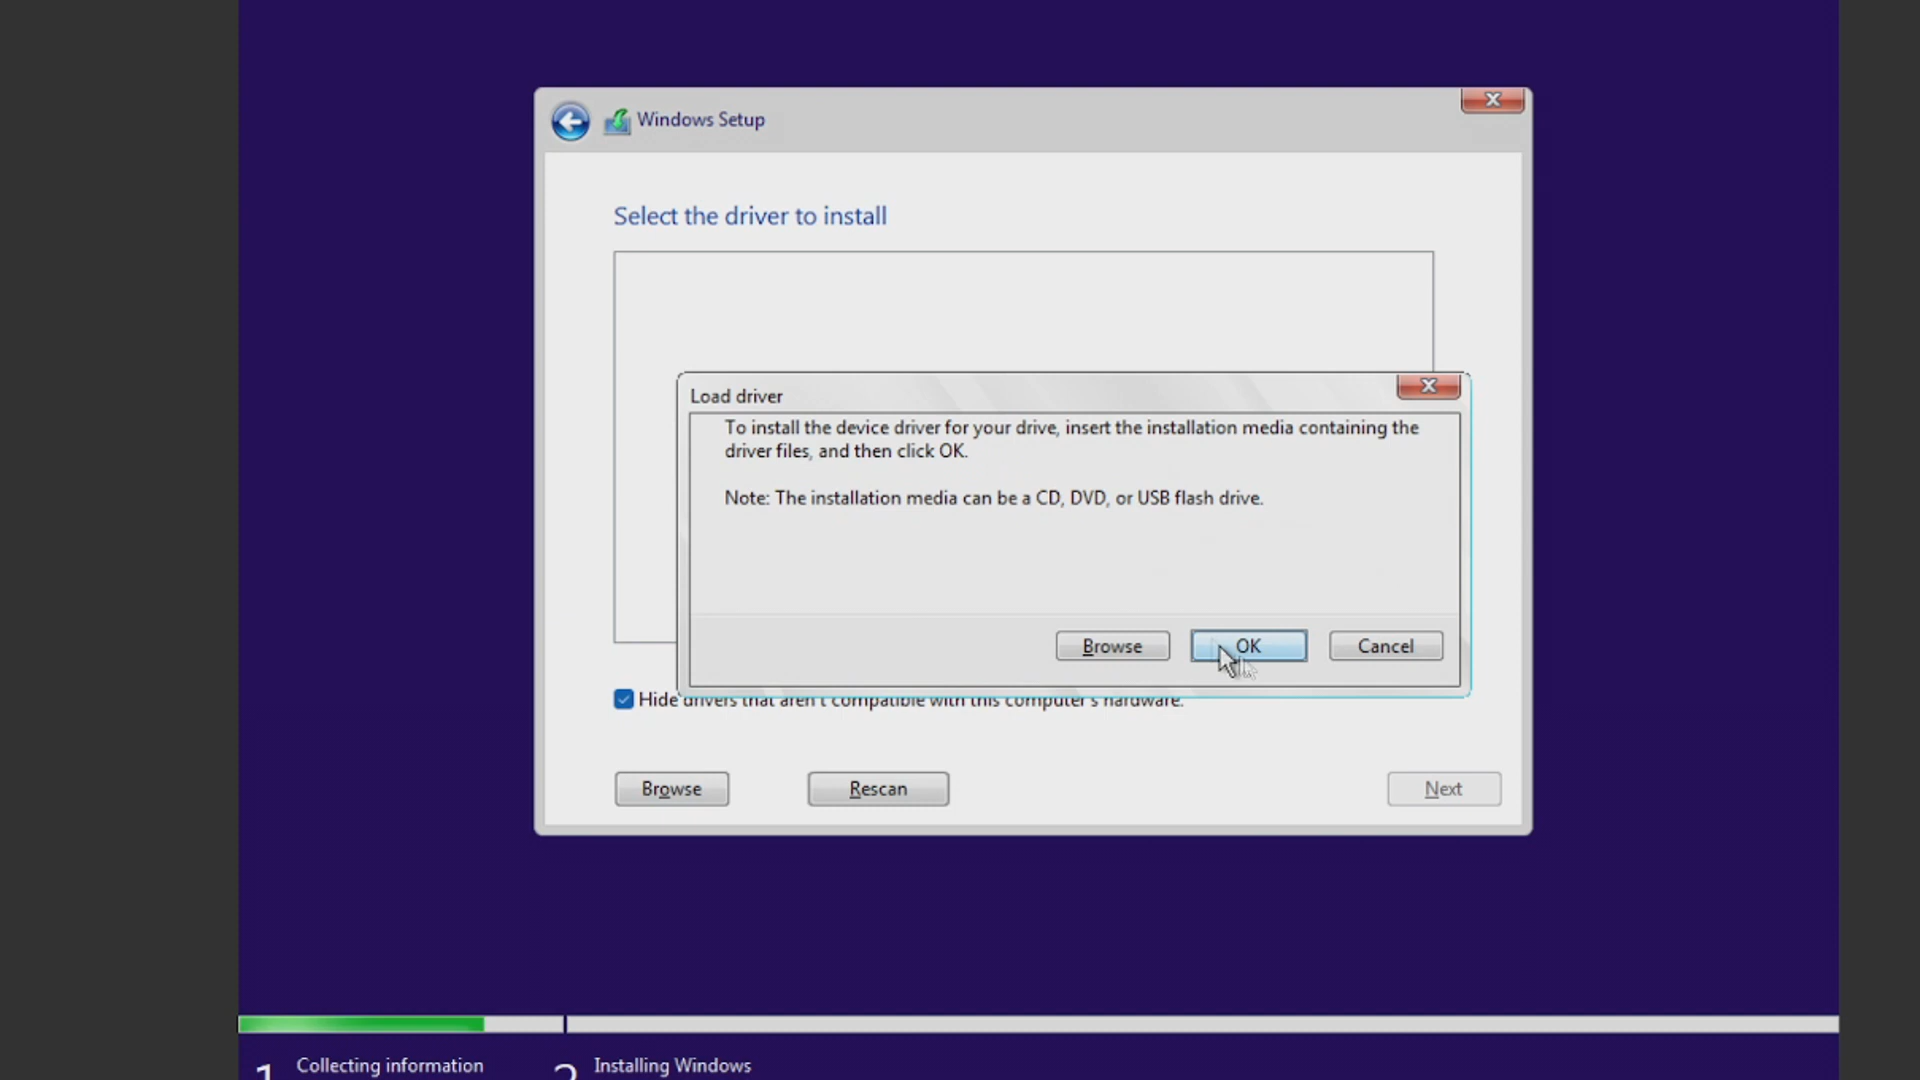 Windows Setup
Select the driver to install
Load driver
To install the device driver for your drive, insert the installation media containing the
driver files, and then click OK.
Note: The installation media can be a CD, DVD, or USB flash drive.
Browse
OK
Cancel
Hide drivers that aren't compatible with this computer's hardware.
Browse
Rescan
Next
1 Collecting information
2 Installing Windows